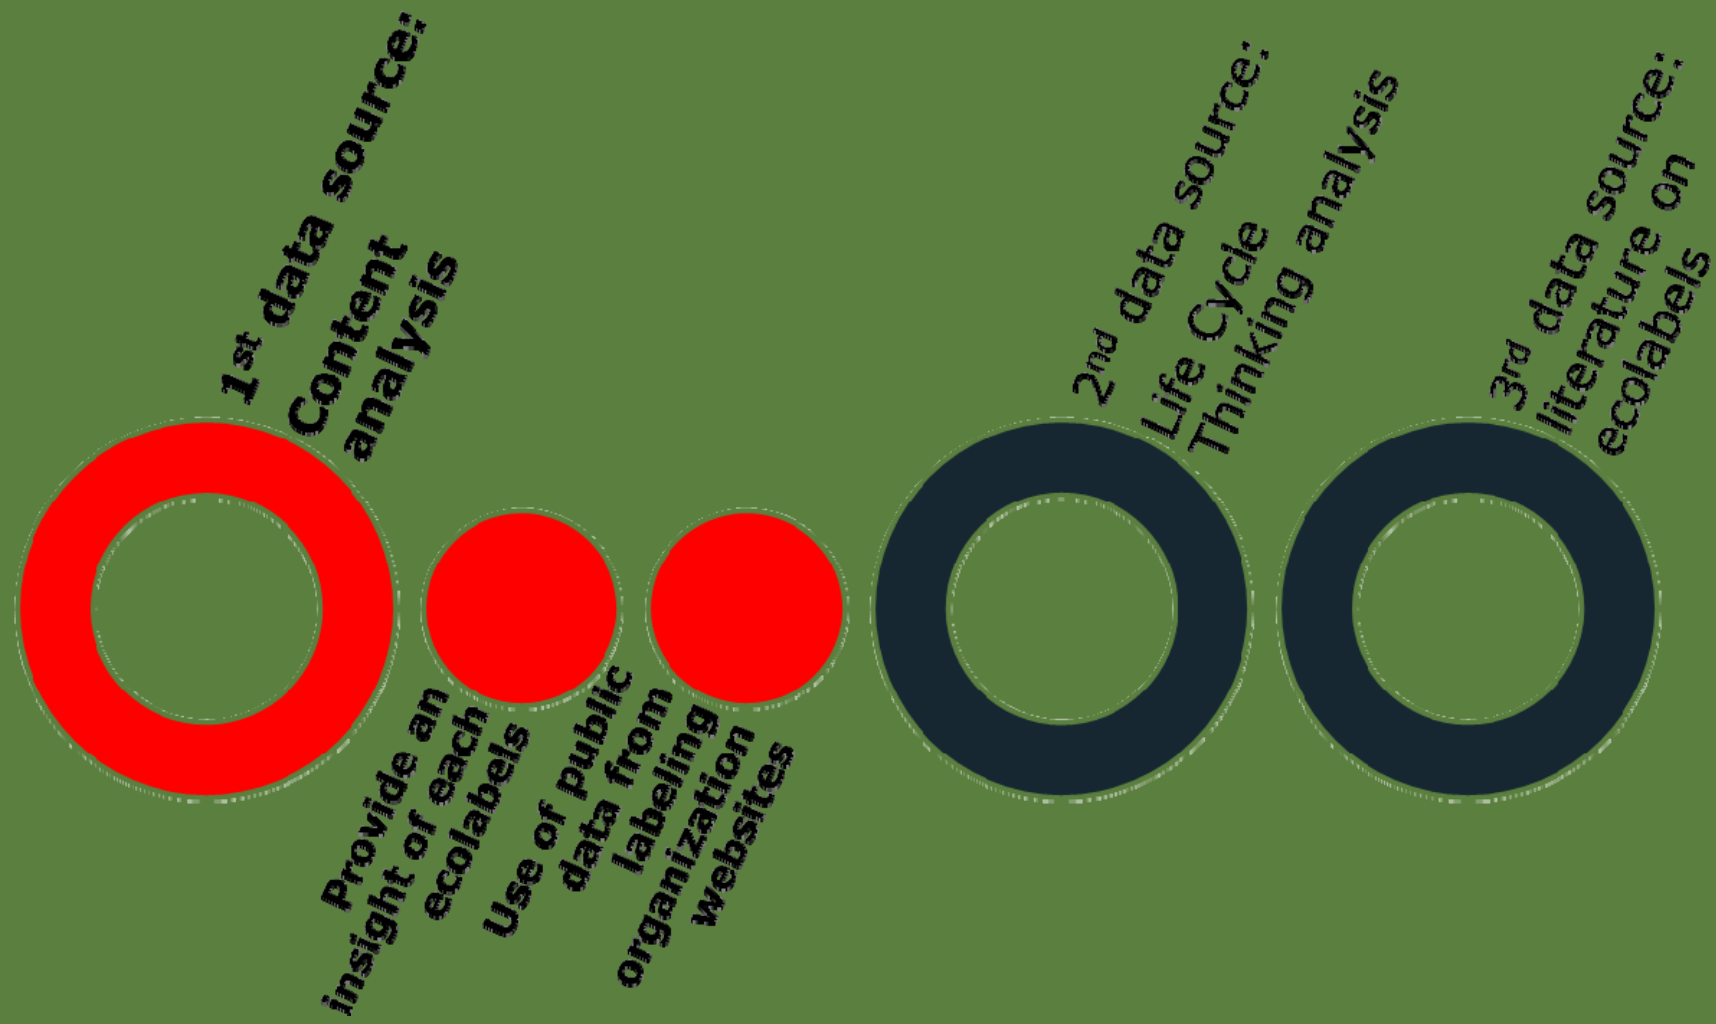 1st data source:
Content
analysis
Provide an
insight of each
ecolabels
Use of public
data from
labeling
organization
websites
2nd data source:
Life Cycle
Thinking analysis
3rd data source:
literature on
ecolabels